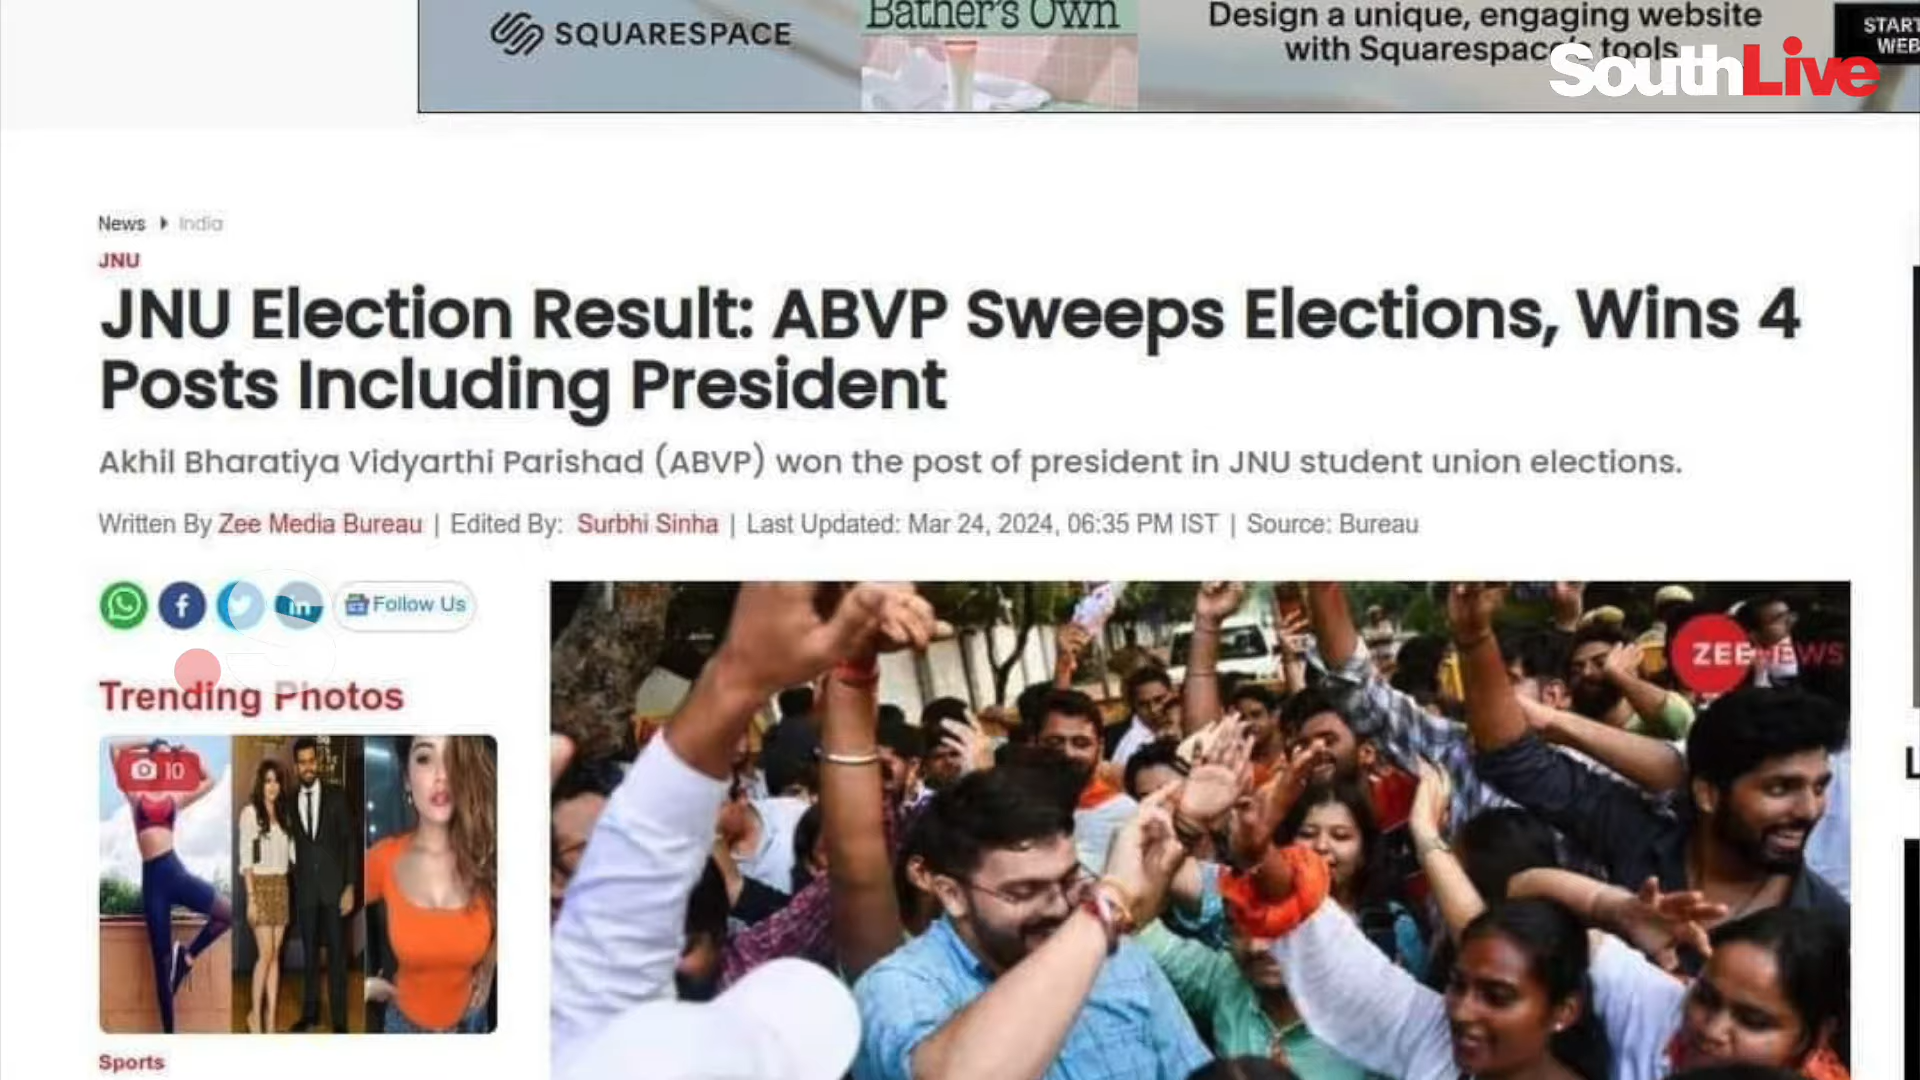 Bather's Own
SQUARESPACE
Design a unique, engaging website
with Squarespace's tools.
START
WEB
SouthLive
News India
JNU
JNU Election Result: ABVP Sweeps Elections, Wins 4
Posts Including President
Akhil Bharatiya Vidyarthi Parishad (ABVP) won the post of president in JNU student union elections.
Written By Zee Media Bureau | Edited By: Surbhi Sinha | Last Updated: Mar 24, 2024, 06:35 PM IST | Source: Bureau
f in Follow Us
ZEE NEWS
Trending Photos
10
Sports